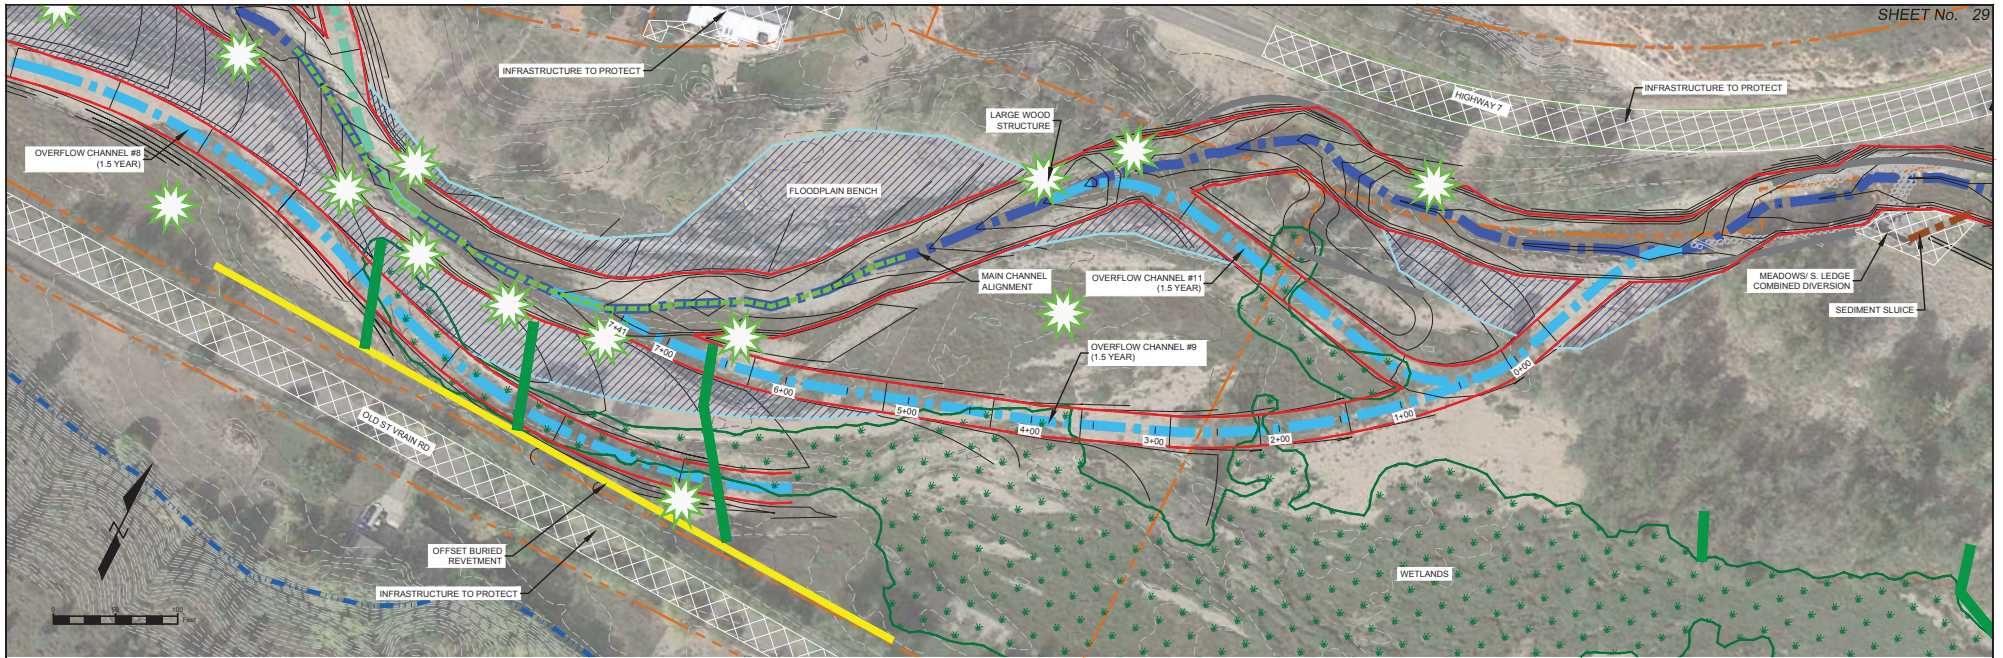 SHEET No. 29
INFRASTRUCTURE TO PROTECT
INFRASTRUCTURE TO PROTECT
HIGHWAY 7
LARGE WOOD
STRUCTURE
OVERFLOW CHANNEL #8
(1.5 YEAR)
FLOODPLAIN BENCH
MAIN CHANNEL
ALIGNMENT
OVERFLOW CHANNEL #11
(1.5 YEAR)
MEADOWS/ S. LEDGE
COMBINED DIVERSION
SEDIMENT SLUICE
7+41
7+00
OVERFLOW CHANNEL #9
(1.5 YEAR)
0+00
6+00
5+00
4+00
3+00
2+00
1+00
OLD ST VRAIN RD
OFFSET BURIED
REVETMENT
WETLANDS
INFRASTRUCTURE TO PROTECT
N
0 50 100
Feet